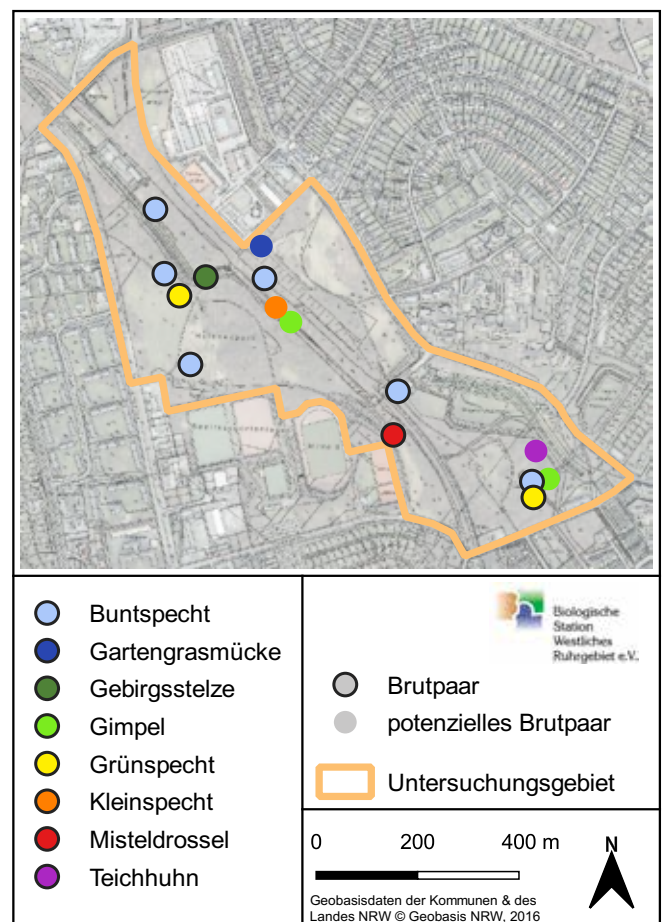 Buntspecht
Gartengrasmücke
Gebirgsstelze
Gimpel
Grünspecht
Kleinspecht
Misteldrossel
Teichhuhn
Biologische
Station
Westliches
Ruhrgebiet e.V.
Brutpaar
potenzielles Brutpaar
Untersuchungsgebiet
0 200 400 m
N
Geobasisdaten der Kommunen & des
Landes NRW © Geobasis NRW, 2016